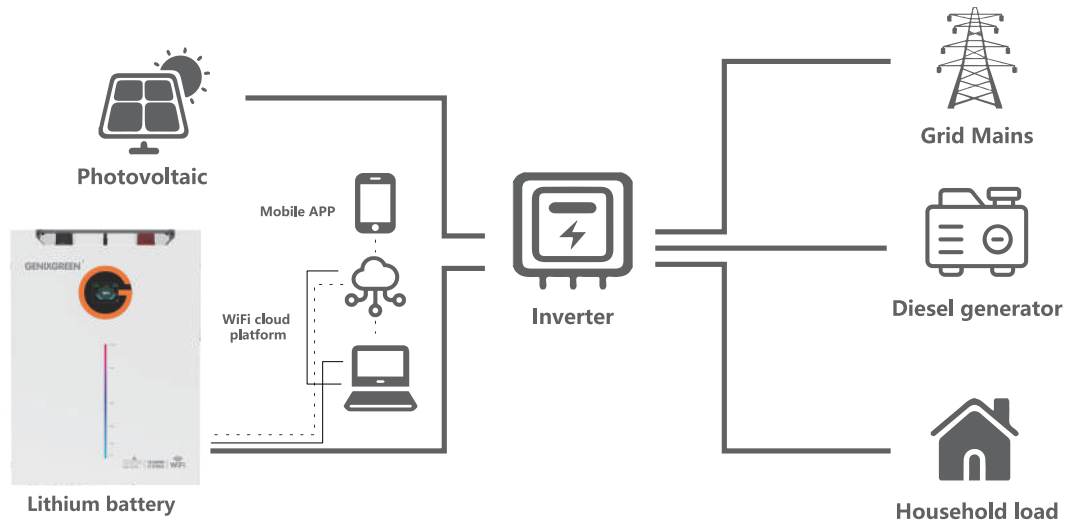 Grid Mains
Photovoltaic
Mobile APP
GENIXGREEN
WiFi cloud
platform
Inverter
Diesel generator
WiFi
Lithium battery
Household load